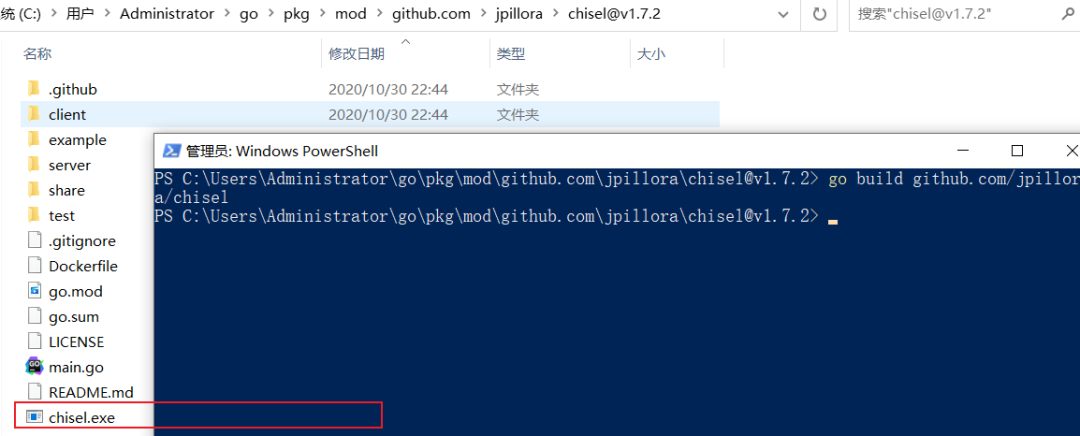 统 (C:) › 用户 › Administrator › go › pkg › mod › github.com › jpillora › chisel@v1.7.2
搜索"chisel@v1.7.2"
名称 修改日期 类型 大小
.github 2020/10/30 22:44 文件夹
client 2020/10/30 22:44 文件夹
example
server
share
test
.gitignore
Dockerfile
go.mod
go.sum
LICENSE
main.go
README.md
chisel.exe
管理员: Windows PowerShell
PS C:\Users\Administrator\go\pkg\mod\github.com\jpillora\chisel@v1.7.2> go build github.com/jpillor
a/chisel
PS C:\Users\Administrator\go\pkg\mod\github.com\jpillora\chisel@v1.7.2>